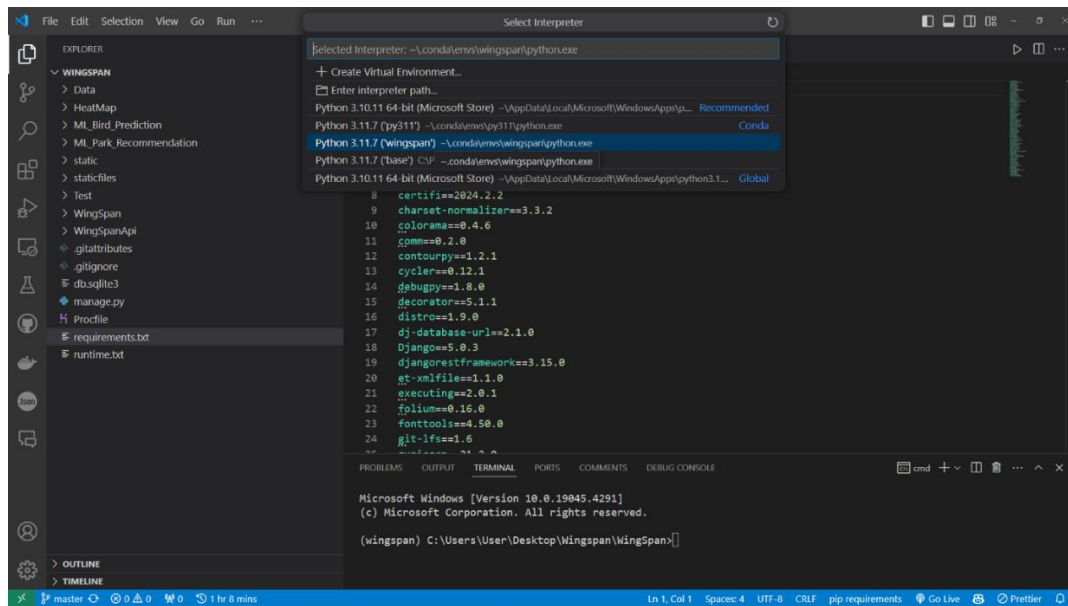 File Edit Selection View Go Run ...
Select Interpreter
EXPLORER
Selected Interpreter: ~\.conda\envs\wingspan\python.exe
WINGSPAN
+ Create Virtual Environment...
Data
Enter interpreter path...
HeatMap
Python 3.10.11 64-bit (Microsoft Store) ~\AppData\Local\Microsoft\WindowsApps\p... Recommended
ML_Bird_Prediction
Python 3.11.7 ('py311') ~\.conda\envs\py311\python.exe Conda
ML_Park_Recommendation
Python 3.11.7 ('wingspan') ~\.conda\envs\wingspan\python.exe
static
Python 3.11.7 ('base') C:\P ~\.conda\envs\wingspan\python.exe
staticfiles
Python 3.10.11 64-bit (Microsoft Store) ~\AppData\Local\Microsoft\WindowsApps\python3.1... Global
Test
8 certifi==2024.2.2
WingSpan
9 charset-normalizer==3.3.2
WingSpanApi
10 colorama==0.4.6
.gitattributes
11 comm==0.2.0
.gitignore
12 contourpy==1.2.1
db.sqlite3
13 cycler==0.12.1
manage.py
14 debugpy==1.8.0
Procfile
15 decorator==5.1.1
requirements.txt
16 distro==1.9.0
runtime.txt
17 dj-database-url==2.1.0
18 Django==5.0.3
19 djangorestframework==3.15.0
20 et-xmlfile==1.1.0
21 executing==2.0.1
22 folium==0.16.0
23 fonttools==4.50.0
24 git-lfs==1.6
PROBLEMS OUTPUT TERMINAL PORTS COMMENTS DEBUG CONSOLE
cmd
Microsoft Windows [Version 10.0.19045.4291]
(c) Microsoft Corporation. All rights reserved.
(wingspan) C:\Users\User\Desktop\Wingspan\WingSpan>
Json
OUTLINE
TIMELINE
master 0 0 0 1 hr 8 mins Ln 1, Col 1 Spaces: 4 UTF-8 CRLF pip requirements Go Live Prettier